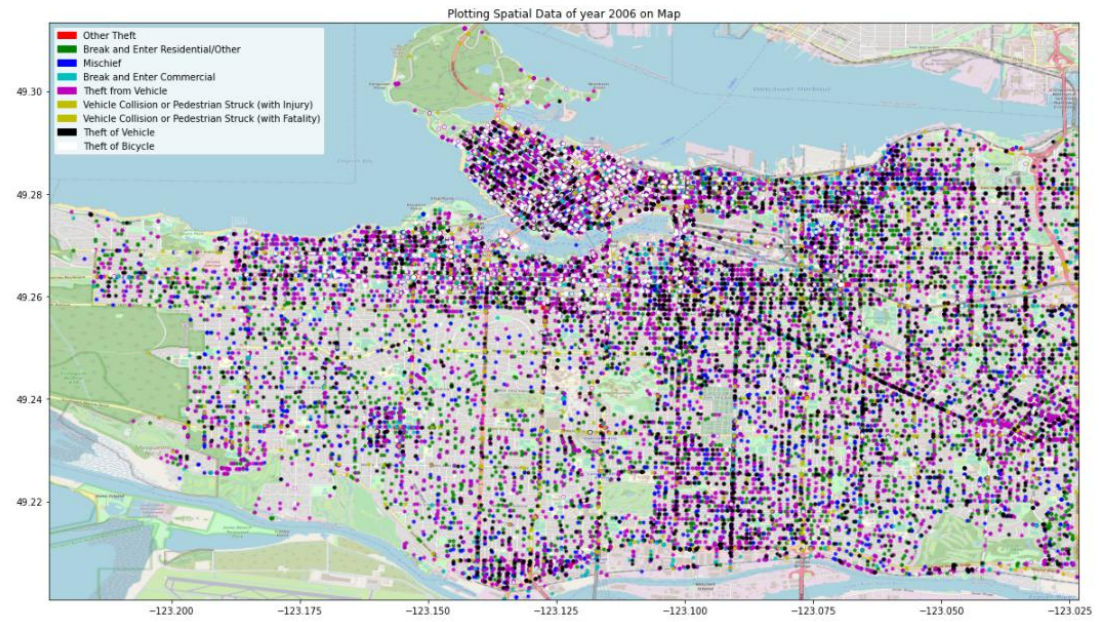 Plotting Spatial Data of year 2006 on Map
Other Theft
Break and Enter Residential/Other
Mischief
Break and Enter Commercial
Theft from Vehicle
Vehicle Collision or Pedestrian Struck (with Injury)
Vehicle Collision or Pedestrian Struck (with Fatality)
Theft of Vehicle
Theft of Bicycle
Vancouver Harbour
49.30
49.28
49.26
49.24
49.22
-123.200
-123.175
-123.150
-123.125
-123.100
-123.075
-123.050
-123.025